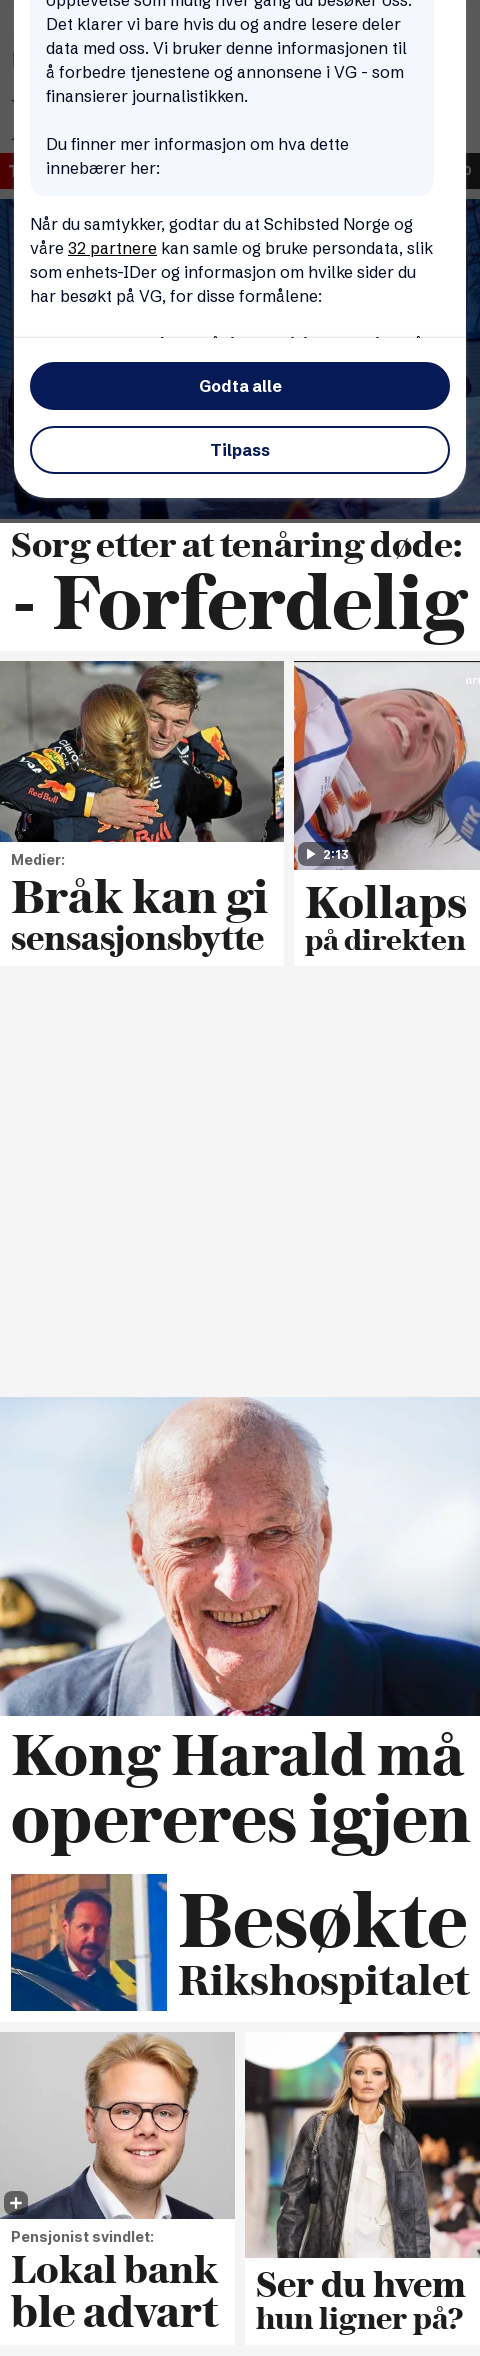 opplevelse som mulig hver gang du besøker oss.
Det klarer vi bare hvis du og andre lesere deler
data med oss. Vi bruker denne informasjonen til
å forbedre tjenestene og annonsene i VG - som
finansierer journalistikken.
Du finner mer informasjon om hva dette
innebærer her:
Når du samtykker, godtar du at Schibsted Norge og
våre 32 partnere kan samle og bruke persondata, slik
som enhets-IDer og informasjon om hvilke sider du
har besøkt på VG, for disse formålene:
Godta alle
Tilpass
Sorg etter at tenåring døde:
- Forferdelig
Red Bull
nrk
2:13
Medier:
Bråk kan gi
sensasjonsbytte
Kollaps
på direkten
Kong Harald må
opereres igjen
Besøkte
Rikshospitalet
Pensjonist svindlet:
Lokal bank
ble advart
Ser du hvem
hun ligner på?